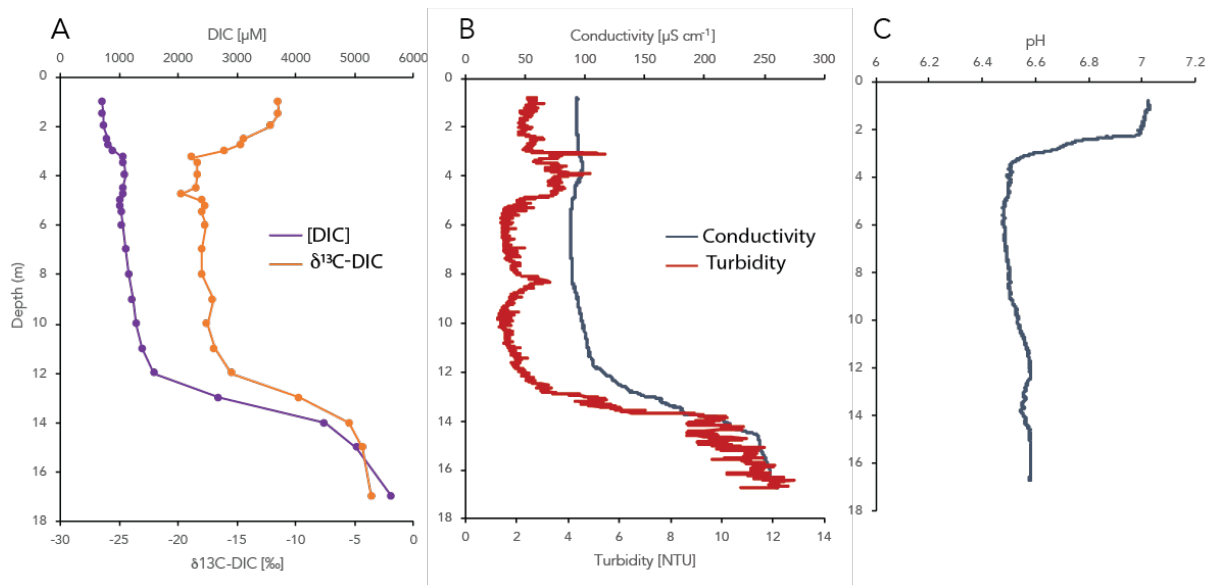 A
DIC [µM]
0 1000 2000 3000 4000 5000 6000
0
2
4
6
8
10
12
14
16
18
Depth (m)
[DIC]
δ¹³C-DIC
-30 -25 -20 -15 -10 -5 0
δ13C-DIC [‰]
B
Conductivity [µS cm⁻¹]
0 50 100 150 200 250 300
0
2
4
6
8
10
12
14
16
18
Conductivity
Turbidity
0 2 4 6 8 10 12 14
Turbidity [NTU]
C
pH
6 6.2 6.4 6.6 6.8 7 7.2
0
2
4
6
8
10
12
14
16
18